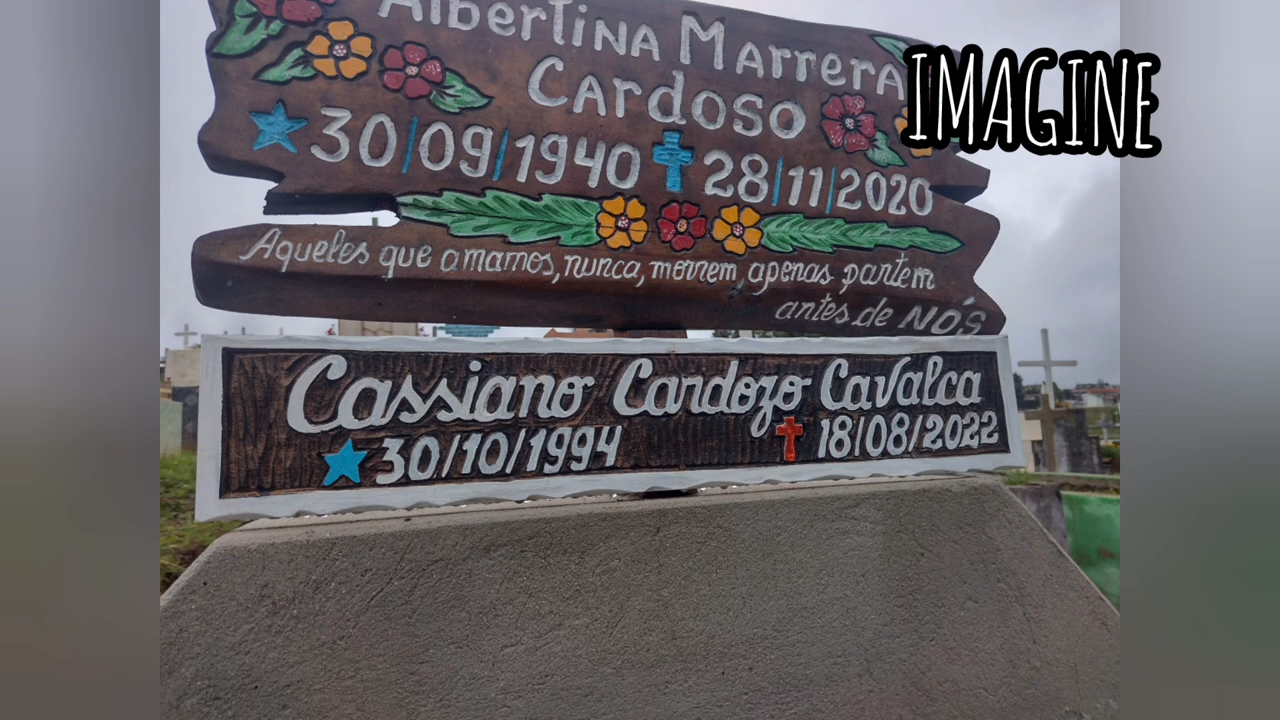 Albertina Marrera
IMAGINE
Cardoso
30/09/1940 28/11/2020
Aqueles que amamos, nunca, morrem, apenas partem
antes de NÓS
Cassiano Cardozo Cavalca
30/10/1994 18/08/2022